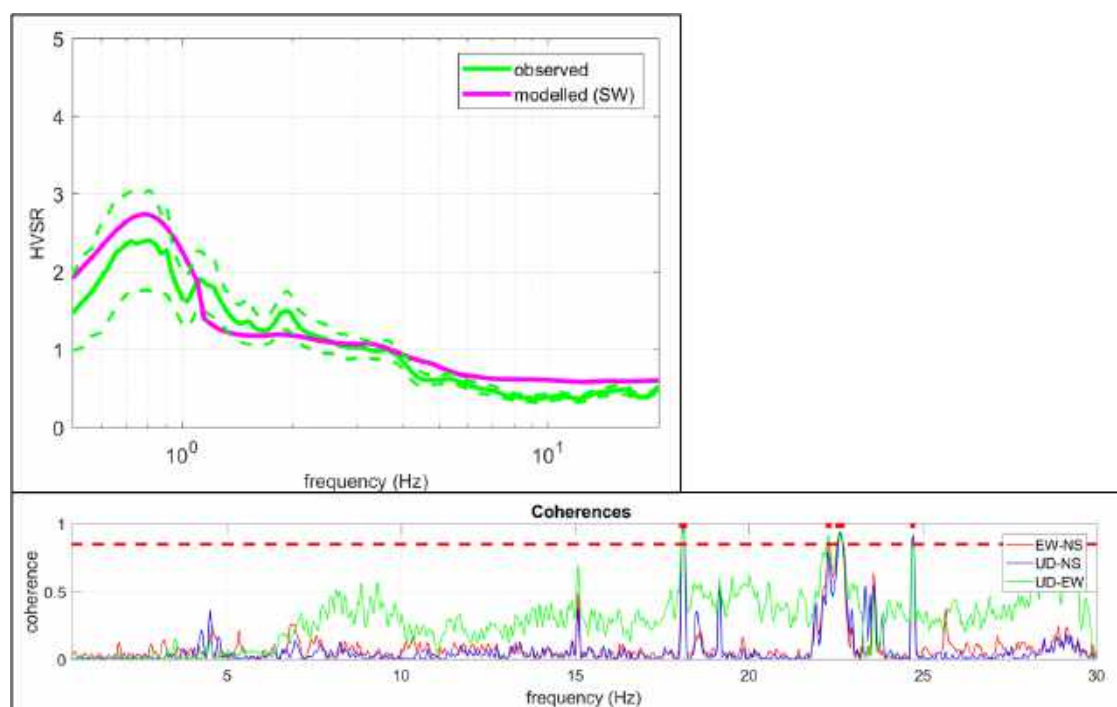 5
4
3
2
1
0
HVSR
observed
modelled (SW)
10^0
10^1
frequency (Hz)
Coherences
1
0.5
0
coherence
EW-NS
UD-NS
UD-EW
5
10
15
20
25
30
frequency (Hz)